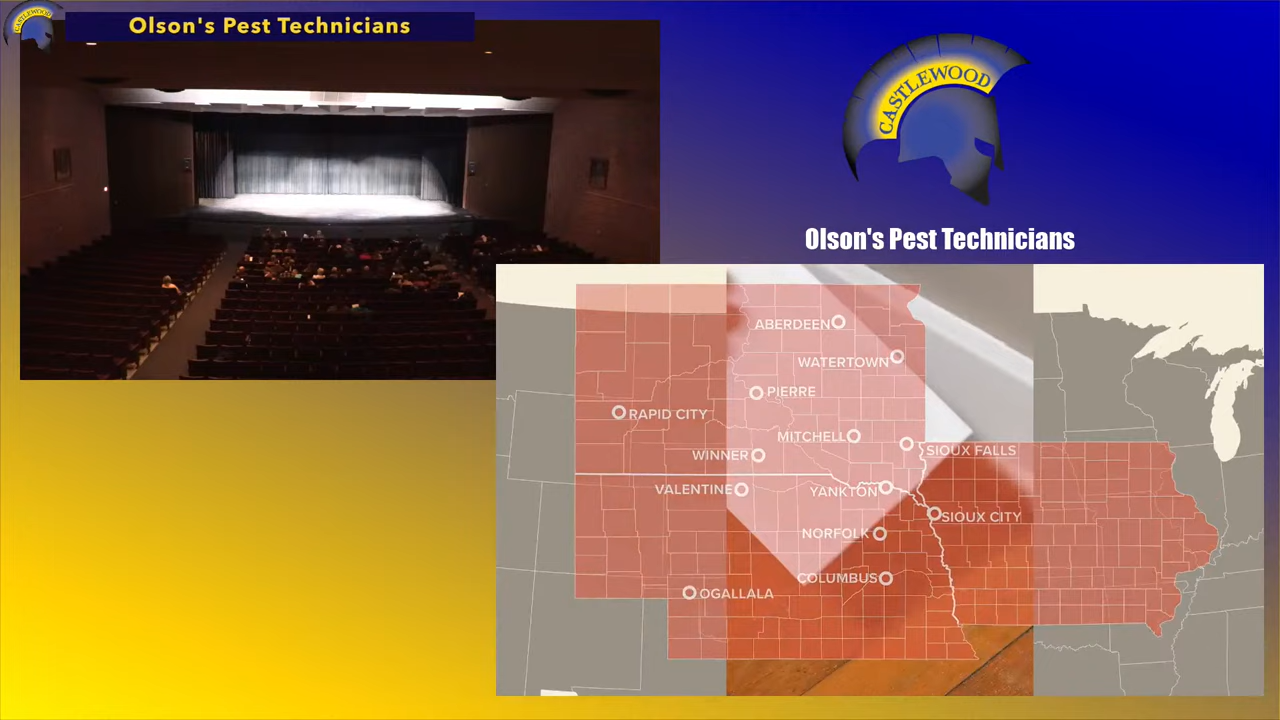 Olson's Pest Technicians
CASTLEWOOD
CASTLEWOOD
Olson's Pest Technicians
ABERDEEN
WATERTOWN
PIERRE
RAPID CITY
MITCHELL
SIOUX FALLS
WINNER
VALENTINE
YANKTON
SIOUX CITY
NORFOLK
COLUMBUS
OGALLALA